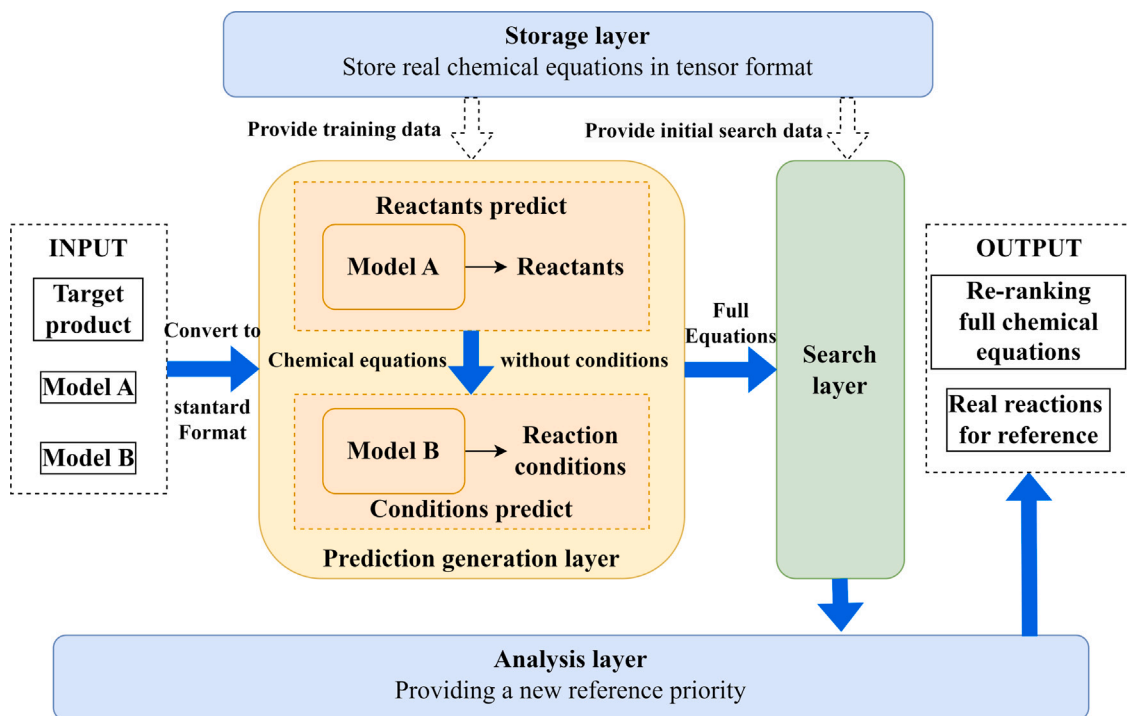 Storage layer
Store real chemical equations in tensor format
Provide training data
Provide initial search data
INPUT
Target
product
Model A
Model B
Convert to
stantard
Format
Reactants predict
Model A
Reactants
Chemical equations
without conditions
Model B
Reaction
conditions
Conditions predict
Prediction generation layer
Full
Equations
Search
layer
OUTPUT
Re-ranking
full chemical
equations
Real reactions
for reference
Analysis layer
Providing a new reference priority